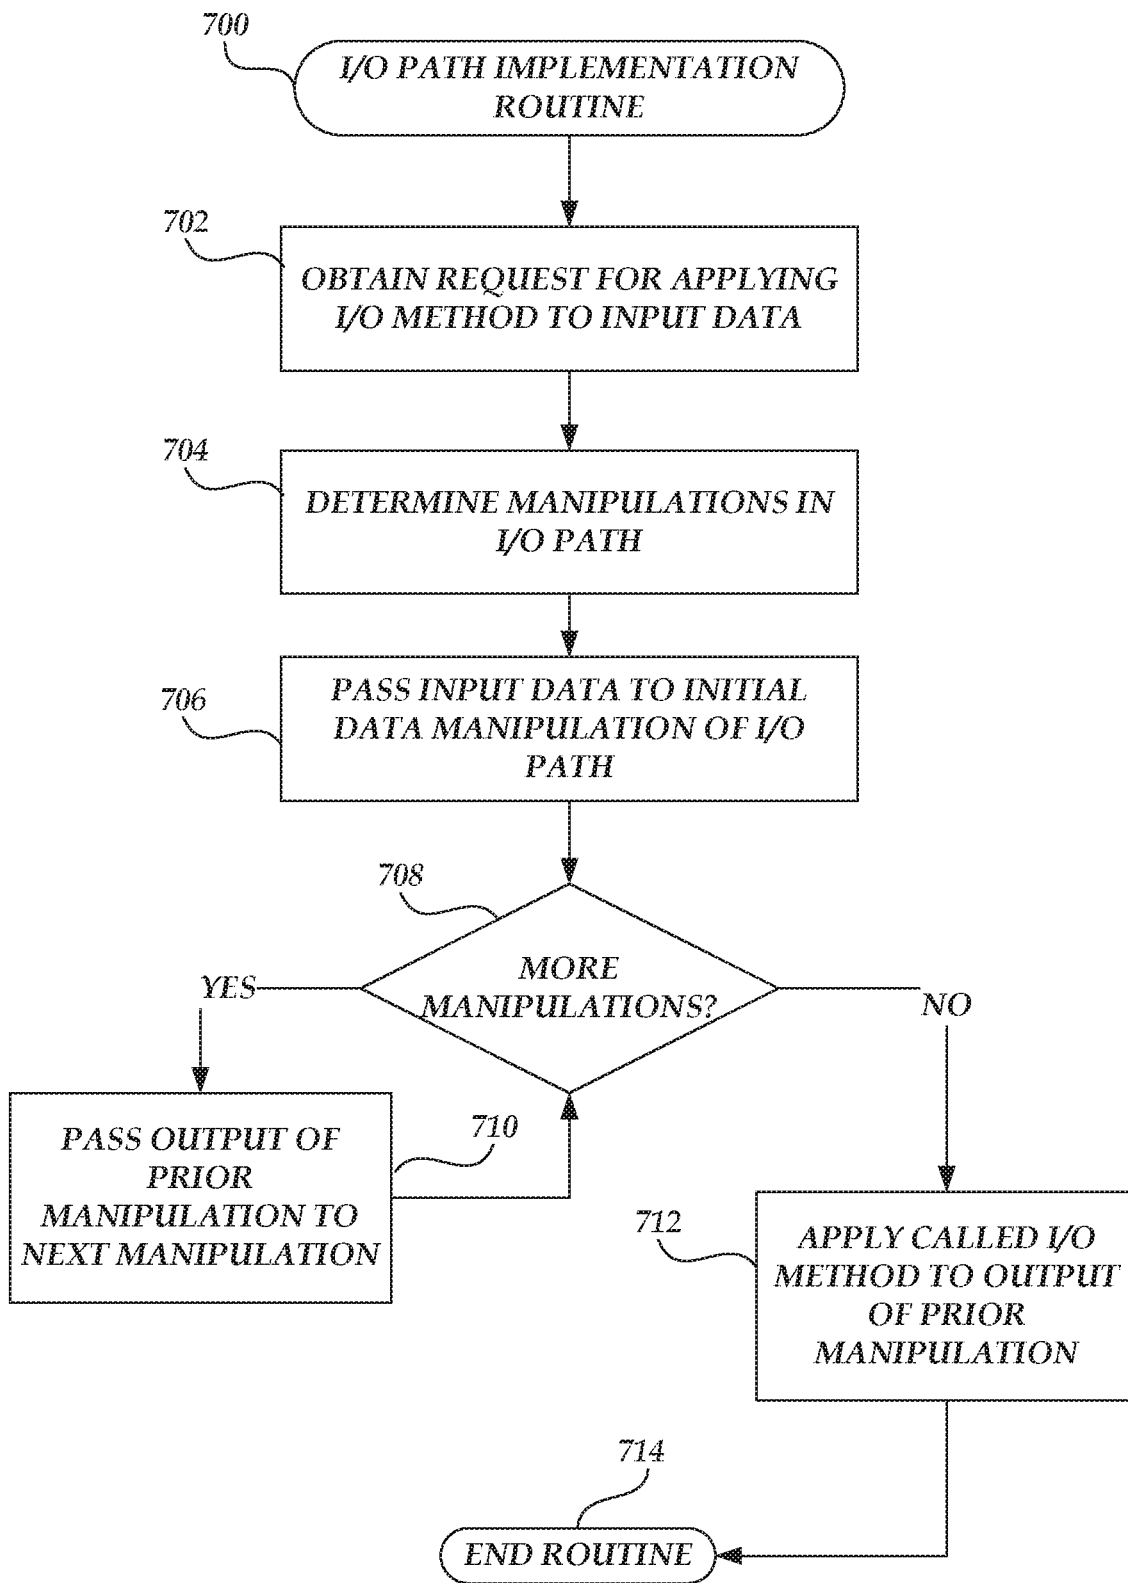 700
I/O PATH IMPLEMENTATION
ROUTINE
702
OBTAIN REQUEST FOR APPLYING
I/O METHOD TO INPUT DATA
704
DETERMINE MANIPULATIONS IN
I/O PATH
706
PASS INPUT DATA TO INITIAL
DATA MANIPULATION OF I/O
PATH
708
MORE
MANIPULATIONS?
YES
NO
710
PASS OUTPUT OF
PRIOR
MANIPULATION TO
NEXT MANIPULATION
712
APPLY CALLED I/O
METHOD TO OUTPUT
OF PRIOR
MANIPULATION
714
END ROUTINE